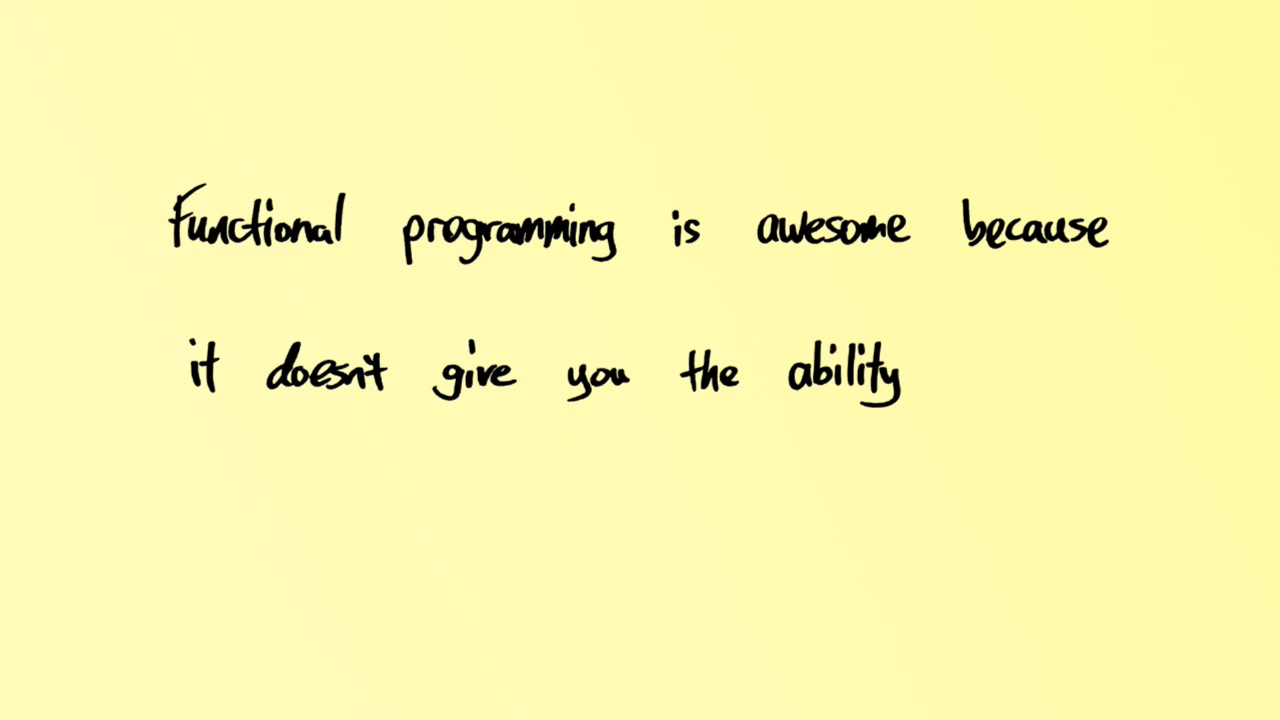 Functional programming is awesome because
it doesn't give you the ability